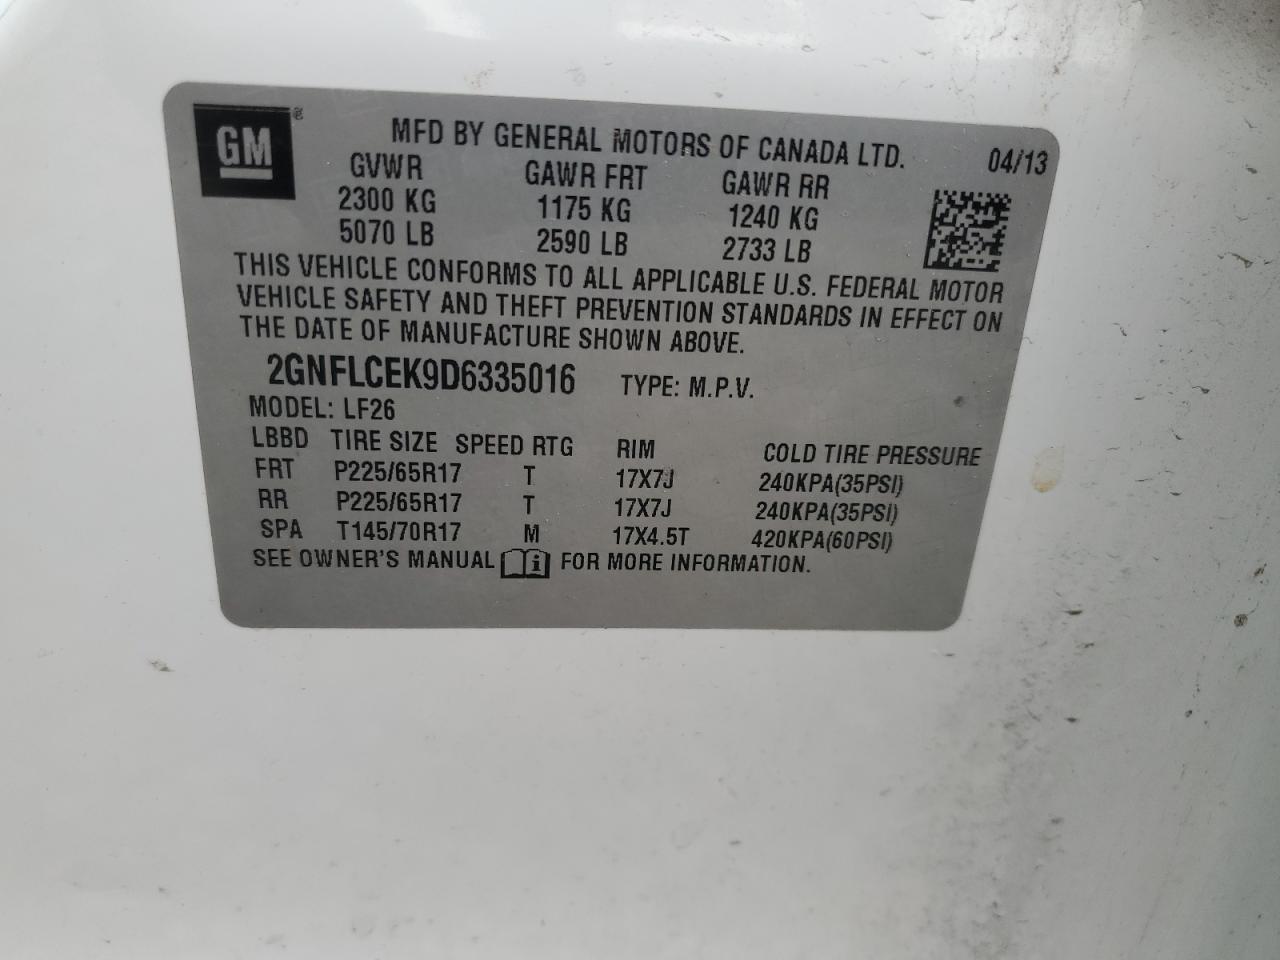 GM®
MFD BY GENERAL MOTORS OF CANADA LTD. 04/13
GVWR GAWR FRT GAWR RR
2300 KG 1175 KG 1240 KG
5070 LB 2590 LB 2733 LB
THIS VEHICLE CONFORMS TO ALL APPLICABLE U.S. FEDERAL MOTOR
VEHICLE SAFETY AND THEFT PREVENTION STANDARDS IN EFFECT ON
THE DATE OF MANUFACTURE SHOWN ABOVE.
2GNFLCEK9D6335016 TYPE: M.P.V.
MODEL: LF26
LBBD TIRE SIZE SPEED RTG RIM COLD TIRE PRESSURE
FRT P225/65R17 T 17X7J 240KPA(35PSI)
RR P225/65R17 T 17X7J 240KPA(35PSI)
SPA T145/70R17 M 17X4.5T 420KPA(60PSI)
SEE OWNER'S MANUAL i FOR MORE INFORMATION.